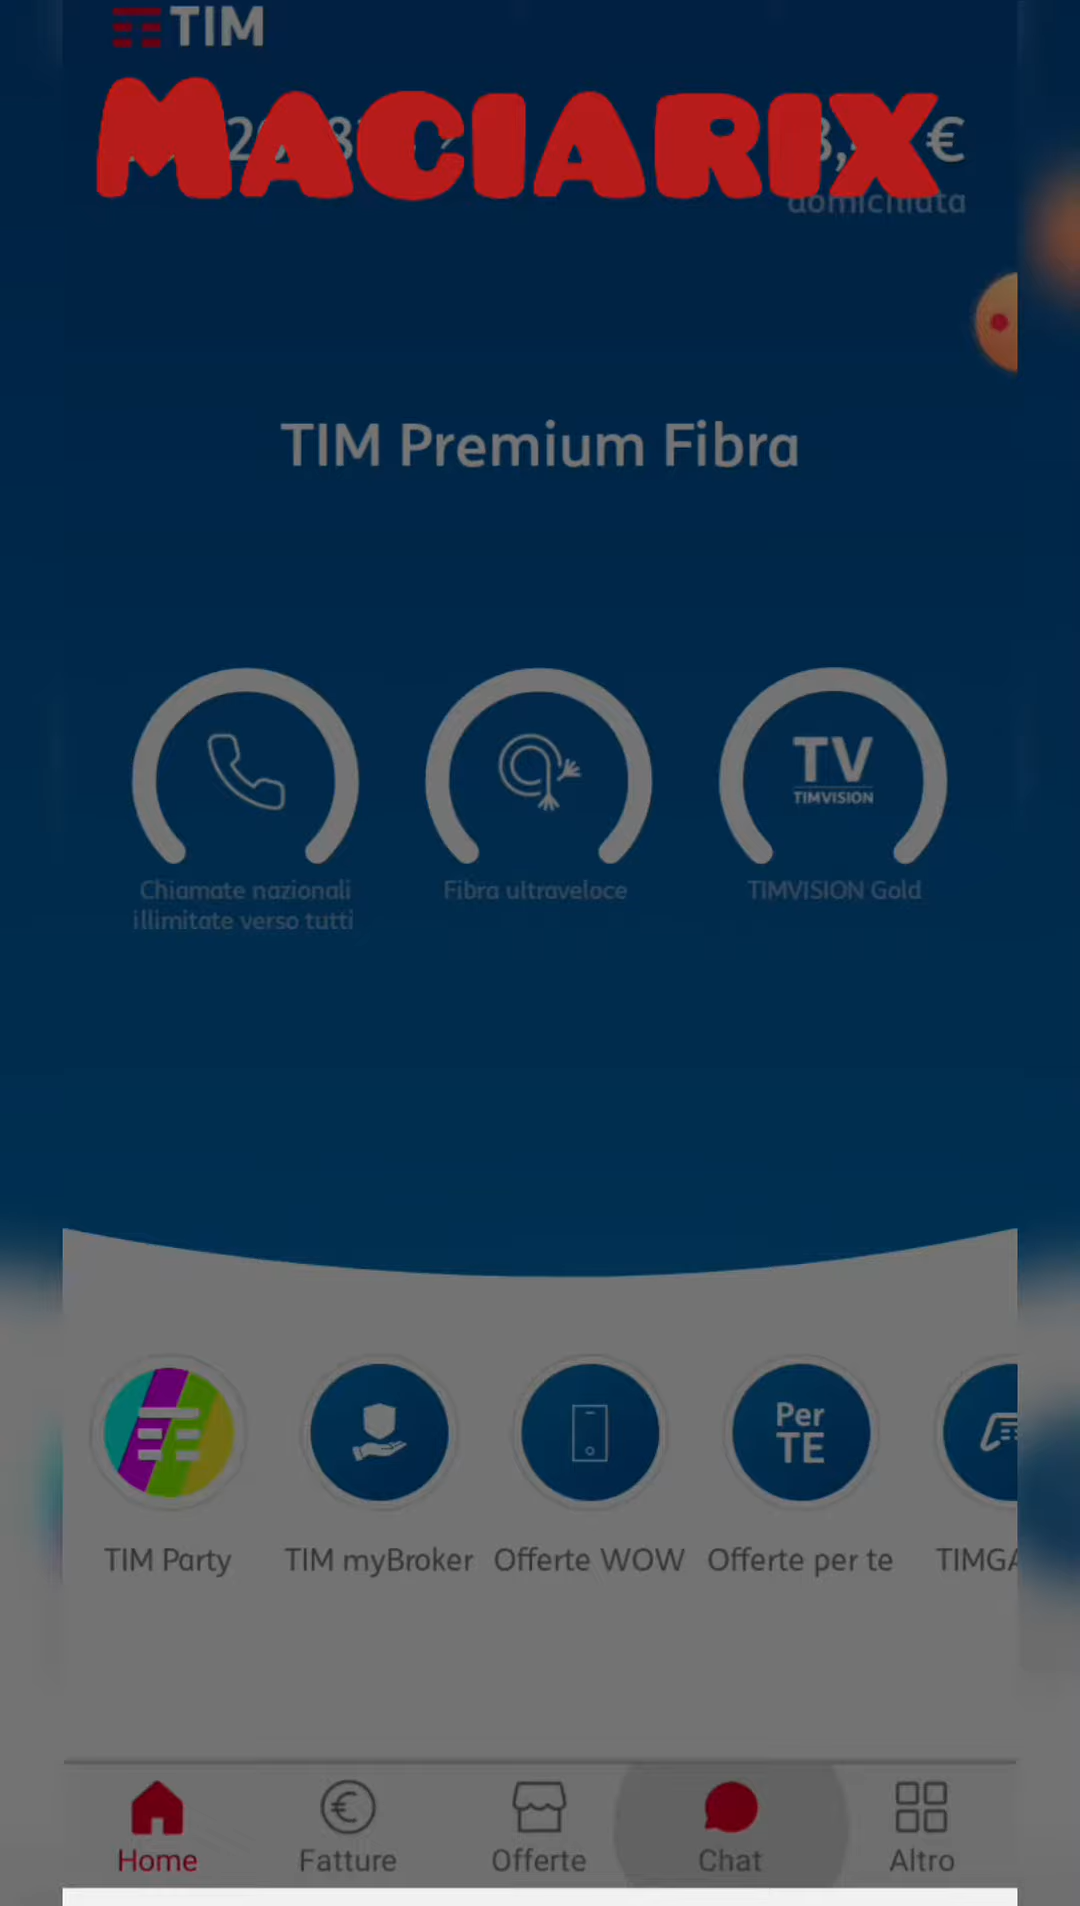 TIM
MACIARIX
€
domiciliata
TIM Premium Fibra
TV
TIMVISION
Chiamate nazionali
illimitate verso tutti
Fibra ultraveloce
TIMVISION Gold
Per
TE
TIM Party
TIM myBroker
Offerte WOW
Offerte per te
Home
Fatture
Offerte
Chat
Altro